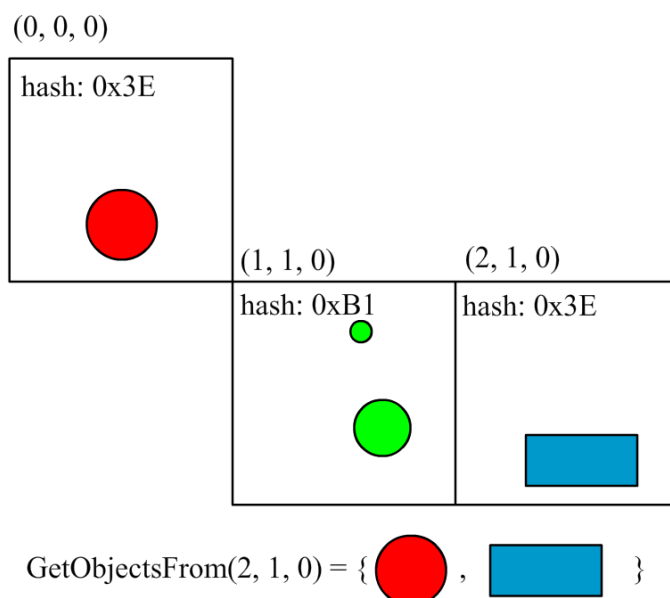 (0, 0, 0)
hash: 0x3E
(1, 1, 0)
(2, 1, 0)
hash: 0xB1
hash: 0x3E
GetObjectsFrom(2, 1, 0) = { , }